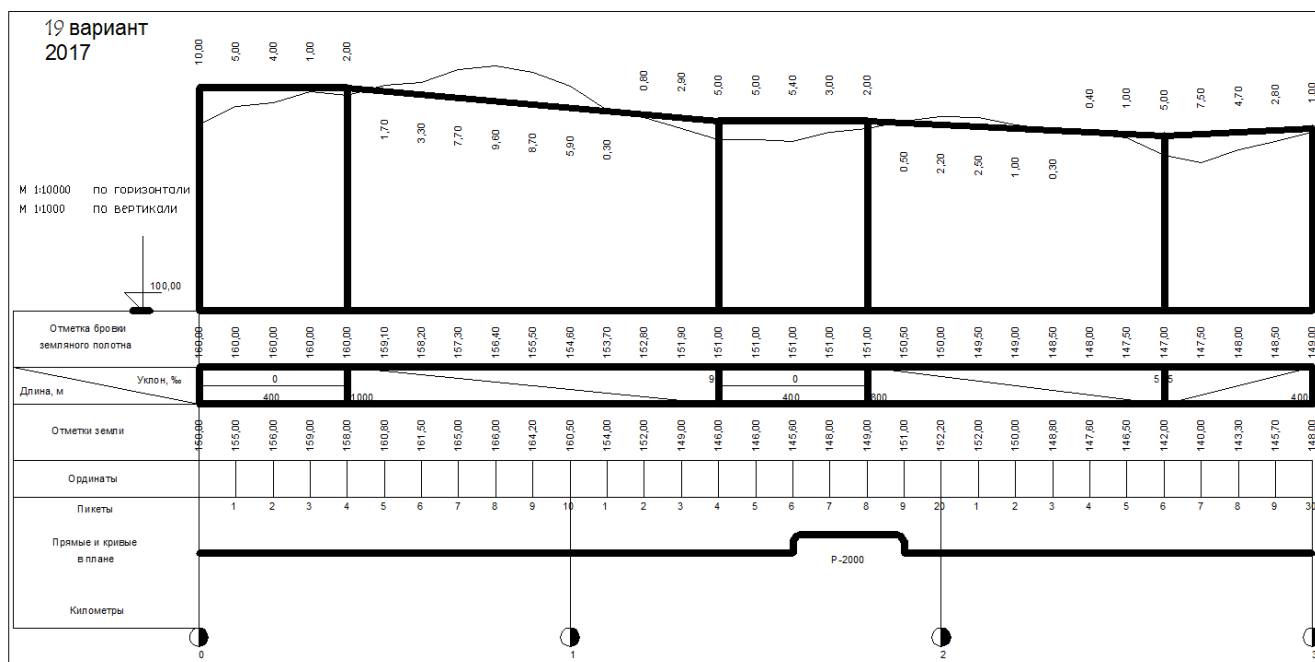 19 вариант
2017
10,00 5,00 4,00 1,00 2,00 0,80 2,90 5,00 5,00 5,40 3,00 2,00 0,40 1,00 5,00 7,50 4,70 2,80 1,00
1,70 3,30 7,70 9,60 8,70 5,90 0,30 0,50 2,20 2,50 1,00 0,30
М 1:10000 по горизонтали
М 1:1000 по вертикали
100,00
Отметка бровки
земляного полотна
160,00 160,00 160,00 160,00 160,00 159,10 158,20 157,30 156,40 155,50 154,60 153,70 152,80 151,90 151,00 151,00 151,00 151,00 151,00 150,50 150,00 149,50 149,00 148,50 148,00 147,50 147,00 147,50 148,00 148,50 149,00
Уклон, ‰ 0 9 0 5 5
Длина, м 400 1000 400 800 400
Отметки земли
150,00 155,00 156,00 159,00 158,00 160,80 161,50 165,00 166,00 164,20 160,50 154,00 152,00 149,00 146,00 146,00 145,60 148,00 149,00 151,00 152,20 152,00 150,00 148,80 147,60 146,50 142,00 140,00 143,30 145,70 148,00
Ординаты
Пикеты 1 2 3 4 5 6 7 8 9 10 1 2 3 4 5 6 7 8 9 20 1 2 3 4 5 6 7 8 9 30
Прямые и кривые
в плане
Р-2000
Километры
0 1 2 3